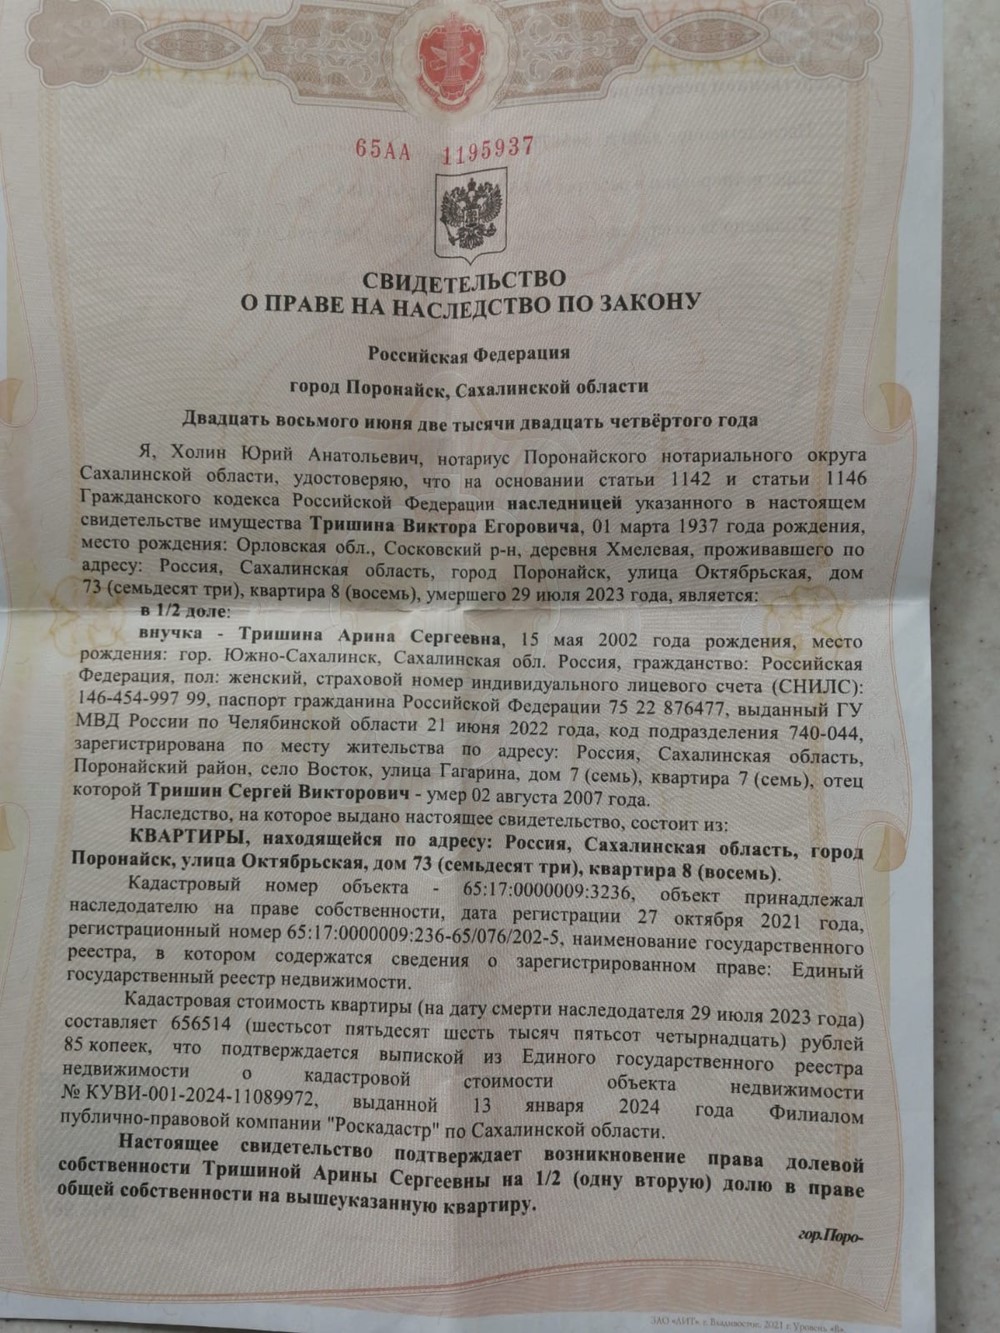 65АА 1195937
СВИДЕТЕЛЬСТВО
О ПРАВЕ НА НАСЛЕДСТВО ПО ЗАКОНУ
Российская Федерация
город Поронайск, Сахалинской области
Двадцать восьмого июня две тысячи двадцать четвёртого года
Я, Холин Юрий Анатольевич, нотариус Поронайского нотариального округа
Сахалинской области, удостоверяю, что на основании статьи 1142 и статьи 1146
Гражданского кодекса Российской Федерации наследницей указанного в настоящем
свидетельстве имущества Тришина Виктора Егоровича, 01 марта 1937 года рождения,
место рождения: Орловская обл., Сосковский р-н, деревня Хмелевая, проживавшего по
адресу: Россия, Сахалинская область, город Поронайск, улица Октябрьская, дом
73 (семьдесят три), квартира 8 (восемь), умершего 29 июля 2023 года, является:
в 1/2 доле:
внучка - Тришина Арина Сергеевна, 15 мая 2002 года рождения, место
рождения: гор. Южно-Сахалинск, Сахалинская обл. Россия, гражданство: Российская
Федерация, пол: женский, страховой номер индивидуального лицевого счета (СНИЛС):
146-454-997 99, паспорт гражданина Российской Федерации 75 22 876477, выданный ГУ
МВД России по Челябинской области 21 июня 2022 года, код подразделения 740-044,
зарегистрирована по месту жительства по адресу: Россия, Сахалинская область,
Поронайский район, село Восток, улица Гагарина, дом 7 (семь), квартира 7 (семь), отец
которой Тришин Сергей Викторович - умер 02 августа 2007 года.
Наследство, на которое выдано настоящее свидетельство, состоит из:
КВАРТИРЫ, находящейся по адресу: Россия, Сахалинская область, город
Поронайск, улица Октябрьская, дом 73 (семьдесят три), квартира 8 (восемь).
Кадастровый номер объекта - 65:17:0000009:3236, объект принадлежал
наследодателю на праве собственности, дата регистрации 27 октября 2021 года,
регистрационный номер 65:17:0000009:236-65/076/202-5, наименование государственного
реестра, в котором содержатся сведения о зарегистрированном праве: Единый
государственный реестр недвижимости.
Кадастровая стоимость квартиры (на дату смерти наследодателя 29 июля 2023 года)
составляет 656514 (шестьсот пятьдесят шесть тысяч пятьсот четырнадцать) рублей
85 копеек, что подтверждается выпиской из Единого государственного реестра
недвижимости о кадастровой стоимости объекта недвижимости
№ КУВИ-001-2024-11089972, выданной 13 января 2024 года Филиалом
публично-правовой компании "Роскадастр" по Сахалинской области.
Настоящее свидетельство подтверждает возникновение права долевой
собственности Тришиной Арины Сергеевны на 1/2 (одну вторую) долю в праве
общей собственности на вышеуказанную квартиру.
гор.Поро-
ЗАО «ЛИТ», г. Владивосток, 2021 г. Уровень «В»